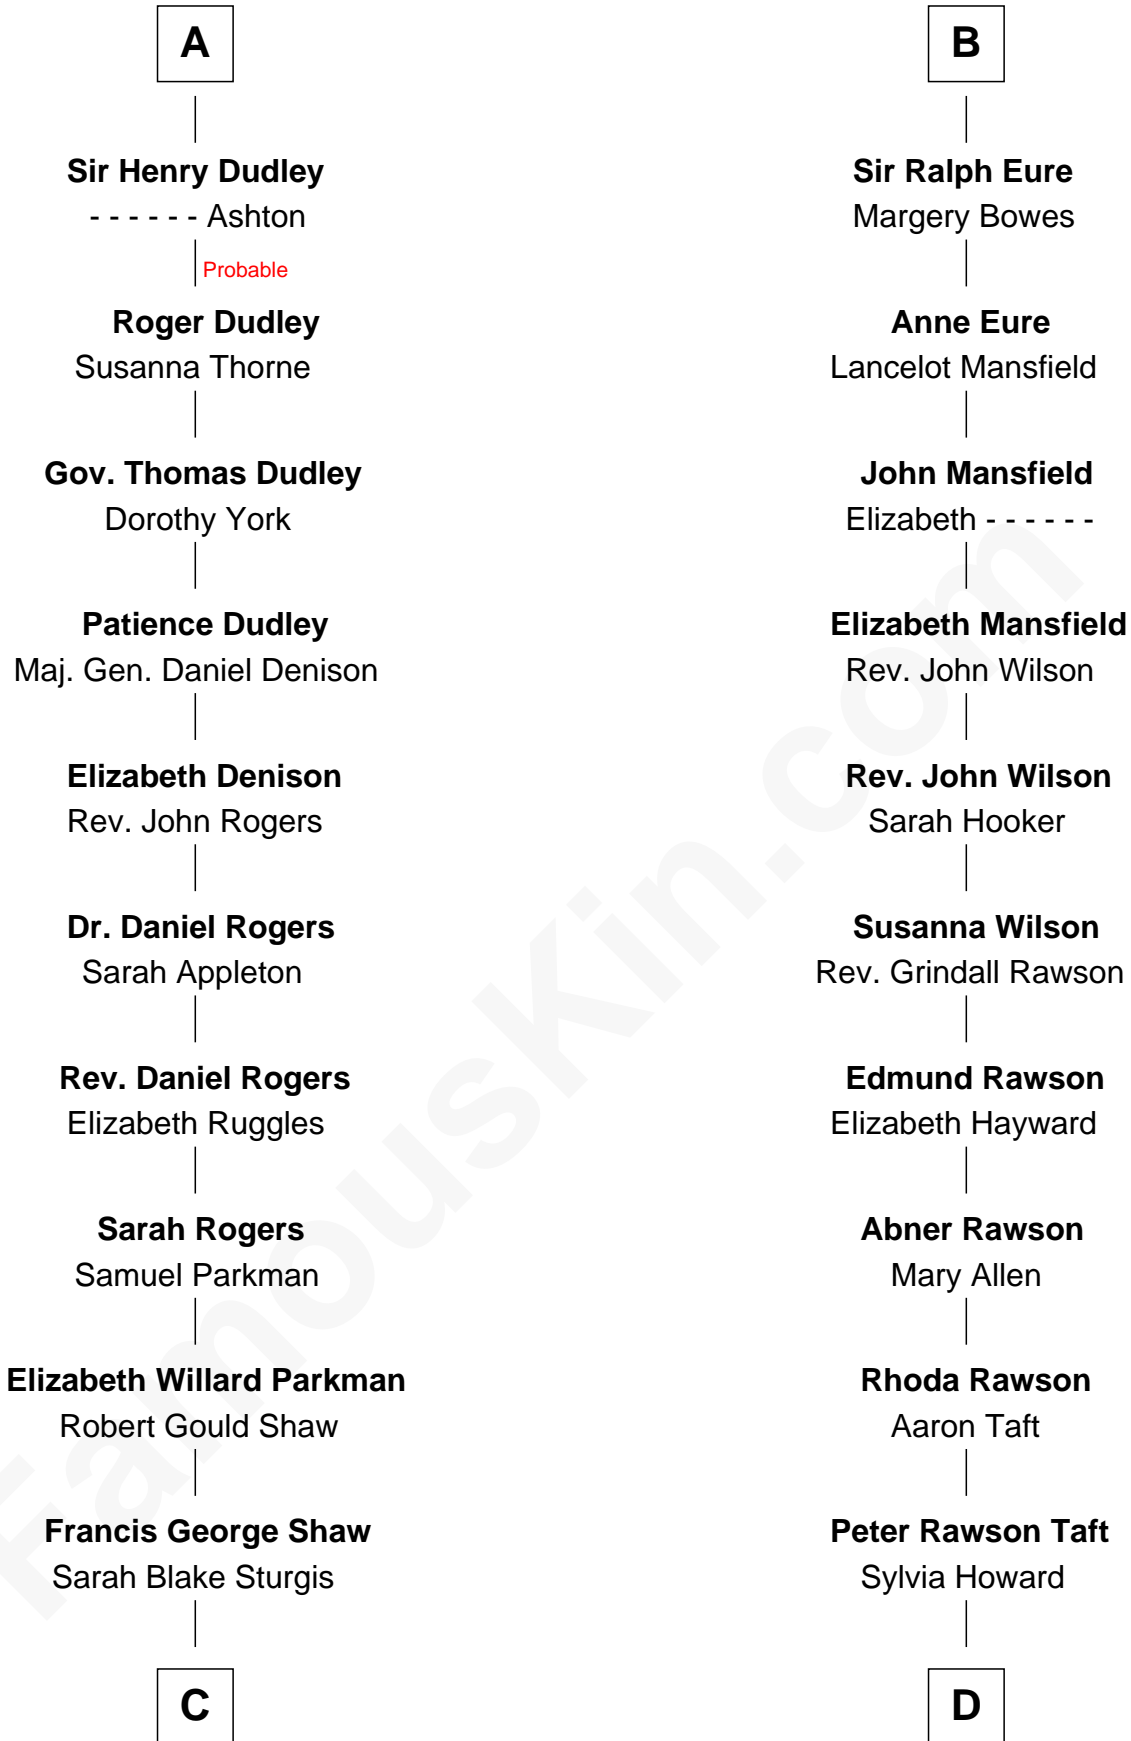 A
Sir Henry Dudley
- - - - - - Ashton
Probable
Roger Dudley
Susanna Thorne
Gov. Thomas Dudley
Dorothy York
Patience Dudley
Maj. Gen. Daniel Denison
Elizabeth Denison
Rev. John Rogers
Dr. Daniel Rogers
Sarah Appleton
Rev. Daniel Rogers
Elizabeth Ruggles
Sarah Rogers
Samuel Parkman
Elizabeth Willard Parkman
Robert Gould Shaw
Francis George Shaw
Sarah Blake Sturgis
C
B
Sir Ralph Eure
Margery Bowes
Anne Eure
Lancelot Mansfield
John Mansfield
Elizabeth - - - - - -
Elizabeth Mansfield
Rev. John Wilson
Rev. John Wilson
Sarah Hooker
Susanna Wilson
Rev. Grindall Rawson
Edmund Rawson
Elizabeth Hayward
Abner Rawson
Mary Allen
Rhoda Rawson
Aaron Taft
Peter Rawson Taft
Sylvia Howard
D
FamousKin.com